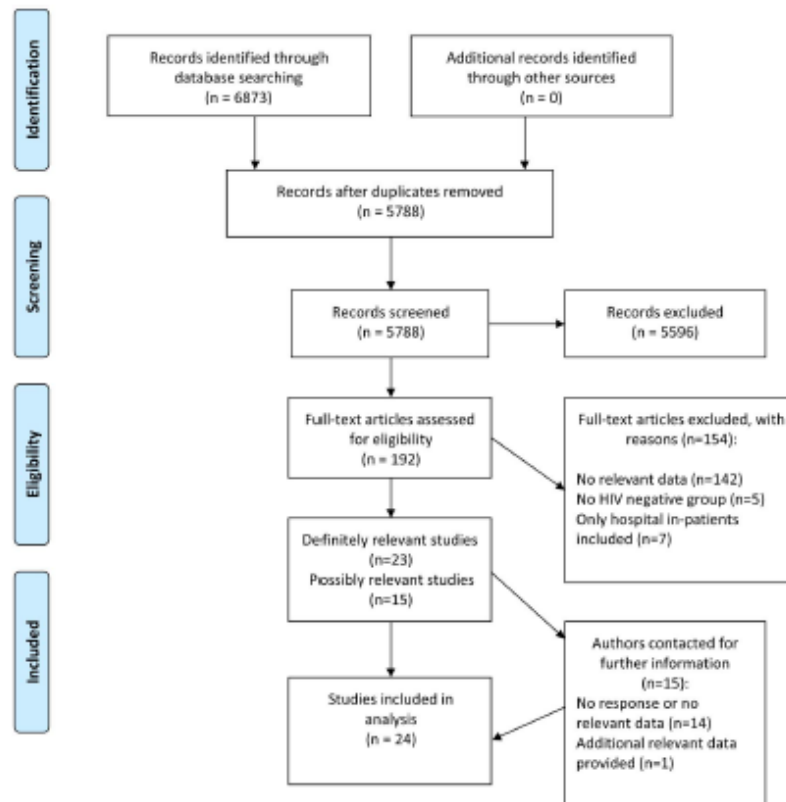 Identification
Records identified through
database searching
(n = 6873)
Additional records identified
through other sources
(n = 0)
Records after duplicates removed
(n = 5788)
Screening
Records screened
(n = 5788)
Records excluded
(n = 5596)
Eligibility
Full-text articles assessed
for eligibility
(n = 192)
Full-text articles excluded, with
reasons (n=154):
No relevant data (n=142)
No HIV negative group (n=5)
Only hospital in-patients
included (n=7)
Definitely relevant studies
(n=23)
Possibly relevant studies
(n=15)
Included
Authors contacted for
further information
(n=15):
No response or no
relevant data (n=14)
Additional relevant data
provided (n=1)
Studies included in
analysis
(n = 24)